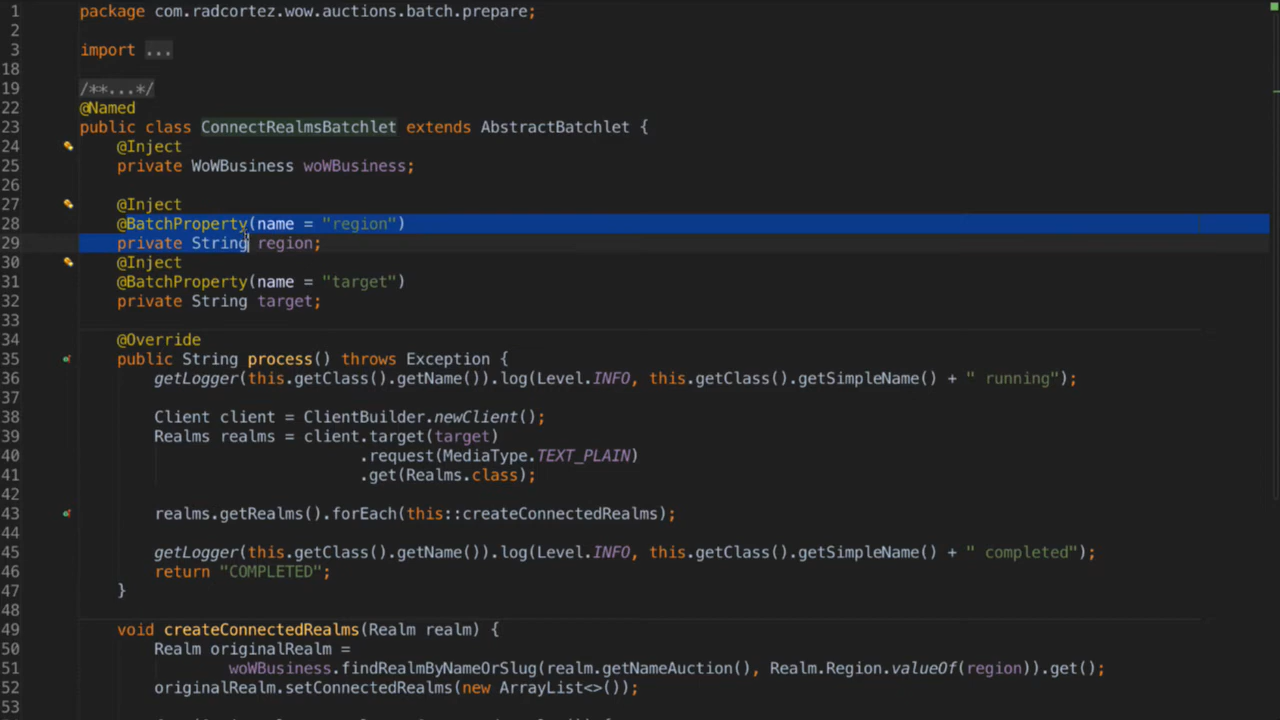 1 package com.radcortez.wow.auctions.batch.prepare;
2
3 import ...
18
19 /**...*/
22 @Named
23 public class ConnectRealmsBatchlet extends AbstractBatchlet {
24 @Inject
25 private WoWBusiness woWBusiness;
26
27 @Inject
28 @BatchProperty(name = "region")
29 private String region;
30 @Inject
31 @BatchProperty(name = "target")
32 private String target;
33
34 @Override
35 public String process() throws Exception {
36 getLogger(this.getClass().getName()).log(Level.INFO, this.getClass().getSimpleName() + " running");
37
38 Client client = ClientBuilder.newClient();
39 Realms realms = client.target(target)
40 .request(MediaType.TEXT_PLAIN)
41 .get(Realms.class);
42
43 realms.getRealms().forEach(this::createConnectedRealms);
44
45 getLogger(this.getClass().getName()).log(Level.INFO, this.getClass().getSimpleName() + " completed");
46 return "COMPLETED";
47 }
48
49 void createConnectedRealms(Realm realm) {
50 Realm originalRealm =
51 woWBusiness.findRealmByNameOrSlug(realm.getNameAuction(), Realm.Region.valueOf(region)).get();
52 originalRealm.setConnectedRealms(new ArrayList<>());
53